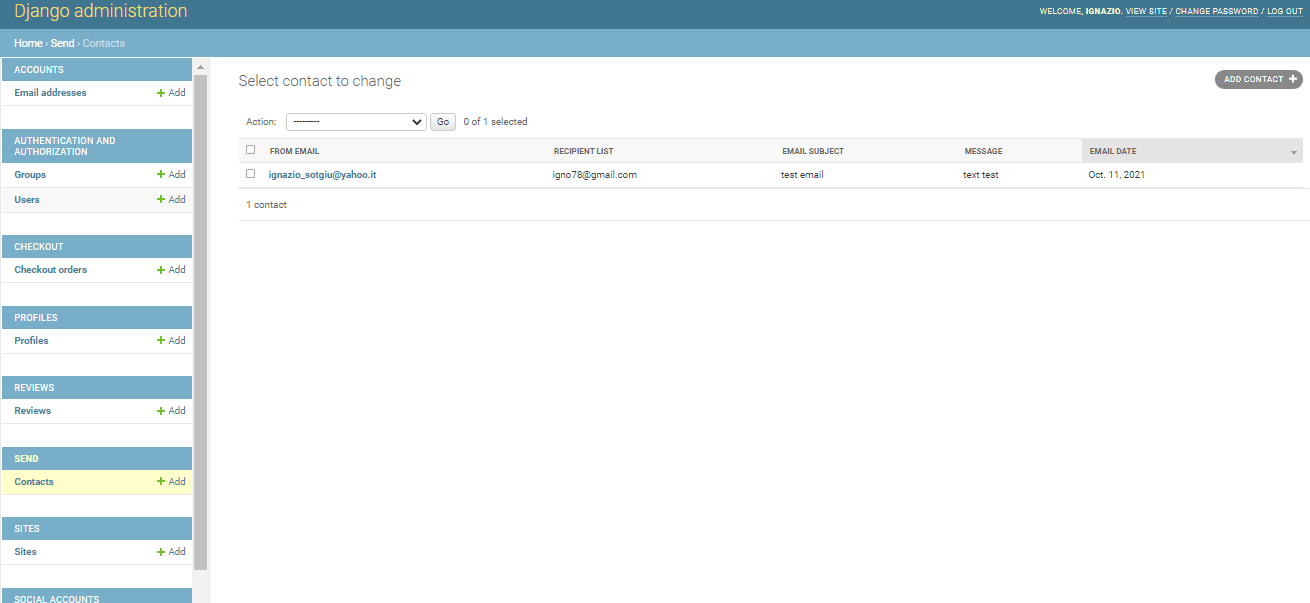 Django administration
WELCOME, IGNAZIO. VIEW SITE / CHANGE PASSWORD / LOG OUT
Home › Send › Contacts
ACCOUNTS
Email addresses + Add
AUTHENTICATION AND
AUTHORIZATION
Groups + Add
Users + Add
CHECKOUT
Checkout orders + Add
PROFILES
Profiles + Add
REVIEWS
Reviews + Add
SEND
Contacts + Add
SITES
Sites + Add
SOCIAL ACCOUNTS
Select contact to change
ADD CONTACT +
Action: --------- Go 0 of 1 selected
FROM EMAIL RECIPIENT LIST EMAIL SUBJECT MESSAGE EMAIL DATE
ignazio_sotgiu@yahoo.it igno78@gmail.com test email text test Oct. 11, 2021
1 contact